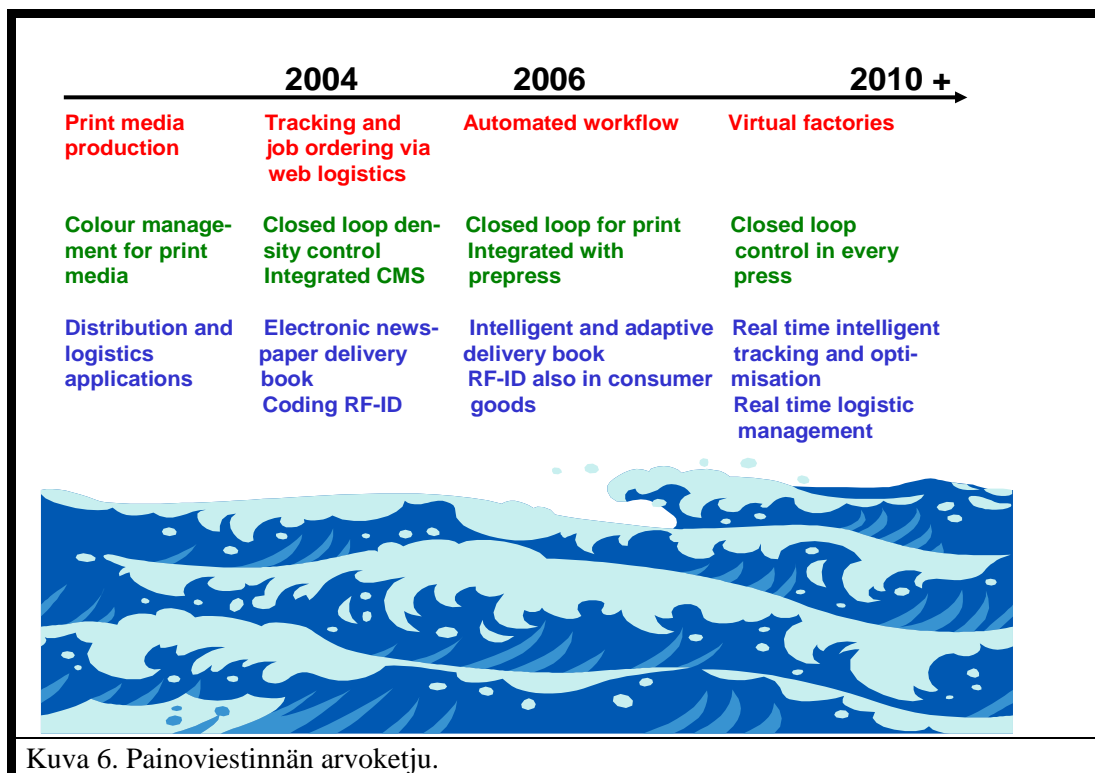 2004 2006 2010 +
Print media
production
Tracking and
job ordering via
web logistics
Automated workflow
Virtual factories
Colour manage-
ment for print
media
Closed loop den-
sity control
Integrated CMS
Closed loop for print
Integrated with
prepress
Closed loop
control in every
press
Distribution and
logistics
applications
Electronic news-
paper delivery
book
Coding RF-ID
Intelligent and adaptive
delivery book
RF-ID also in consumer
goods
Real time intelligent
tracking and opti-
misation
Real time logistic
management
Kuva 6. Painoviestinnän arvoketju.